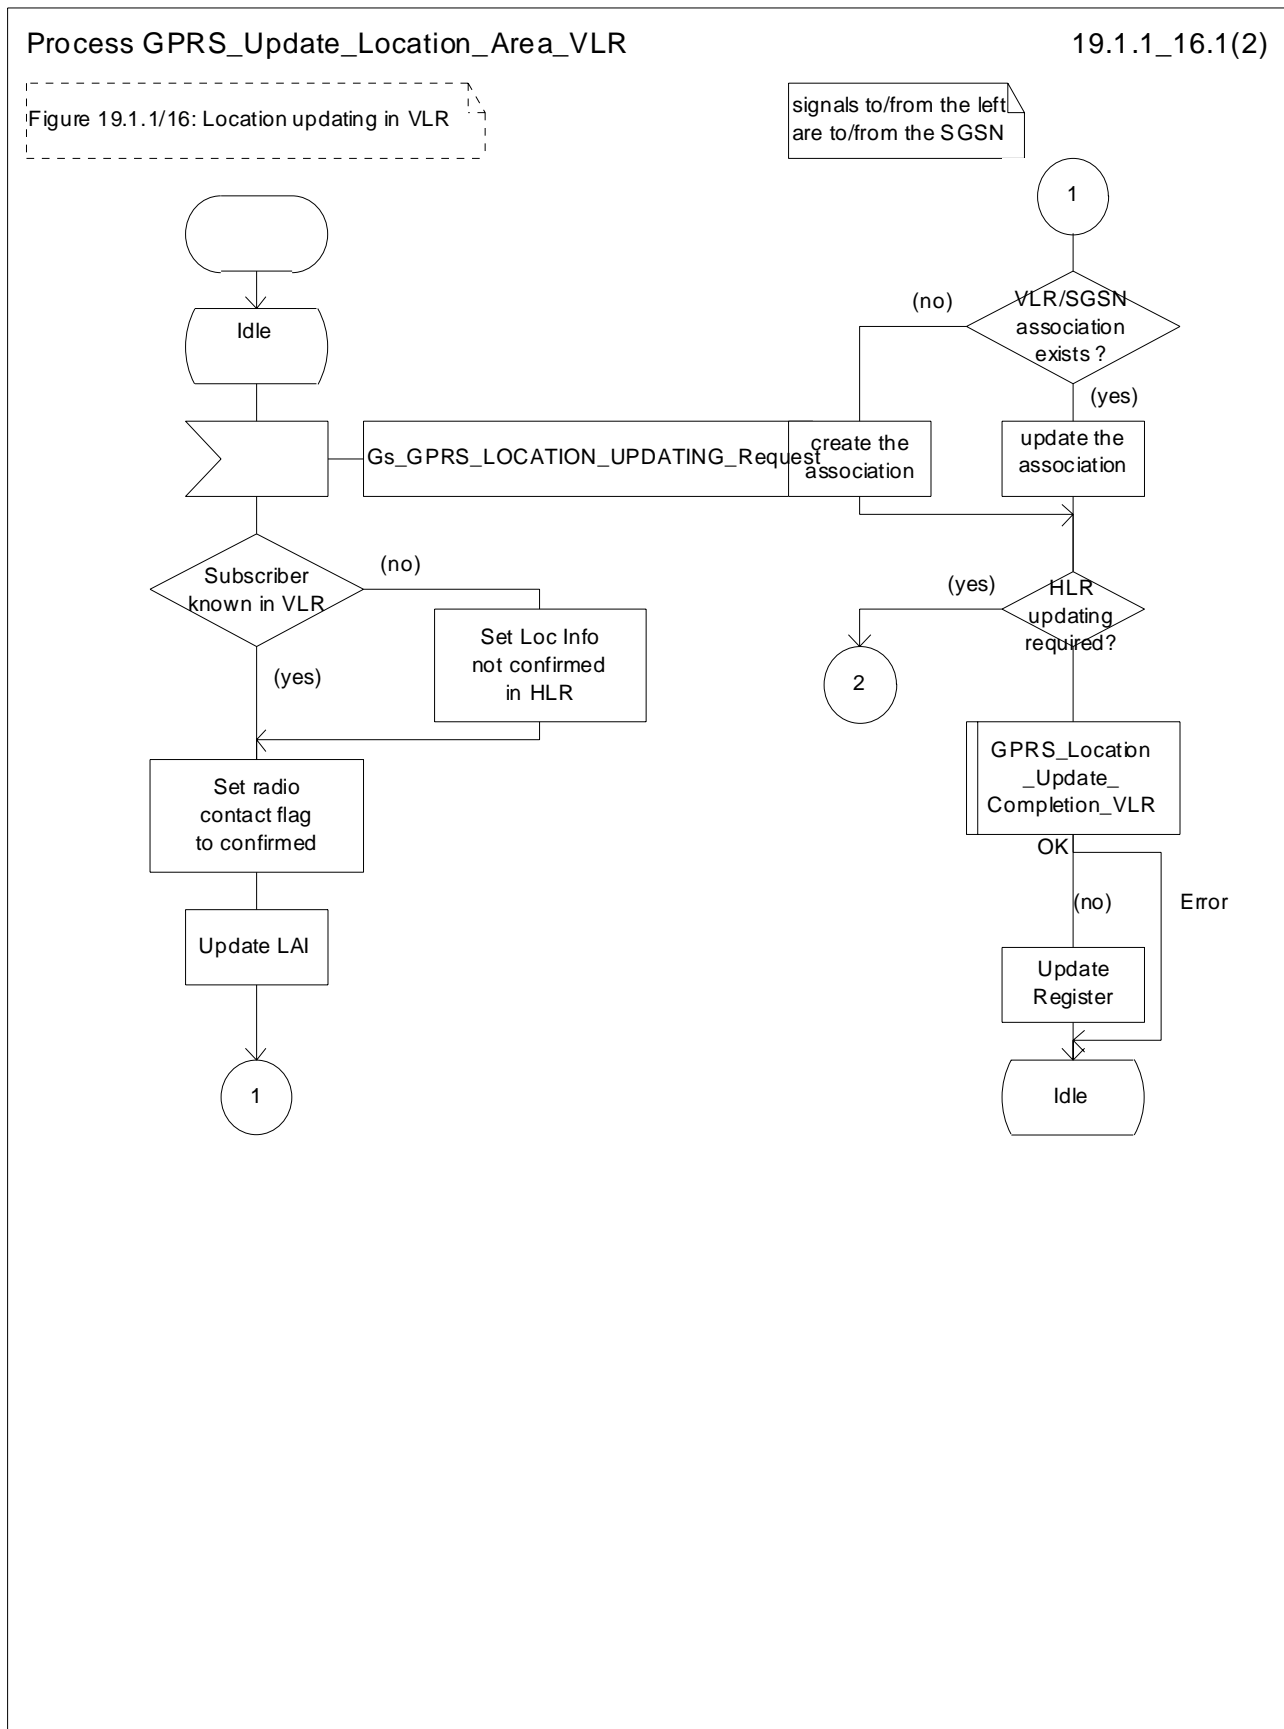 Process GPRS_Update_Location_Area_VLR
19.1.1_16.1(2)
Figure 19.1.1/16: Location updating in VLR
signals to/from the left
are to/from the SGSN
Idle
Gs_GPRS_LOCATION_UPDATING_Request
Subscriber
known in VLR
(no)
Set Loc Info
not confirmed
in HLR
(yes)
Set radio
contact flag
to confirmed
Update LAI
1
1
VLR/SGSN
association
exists ?
(no)
(yes)
create the
association
update the
association
HLR
updating
required?
(yes)
2
GPRS_Location
_Update_
Completion_VLR
OK
(no)
Error
Update
Register
Idle